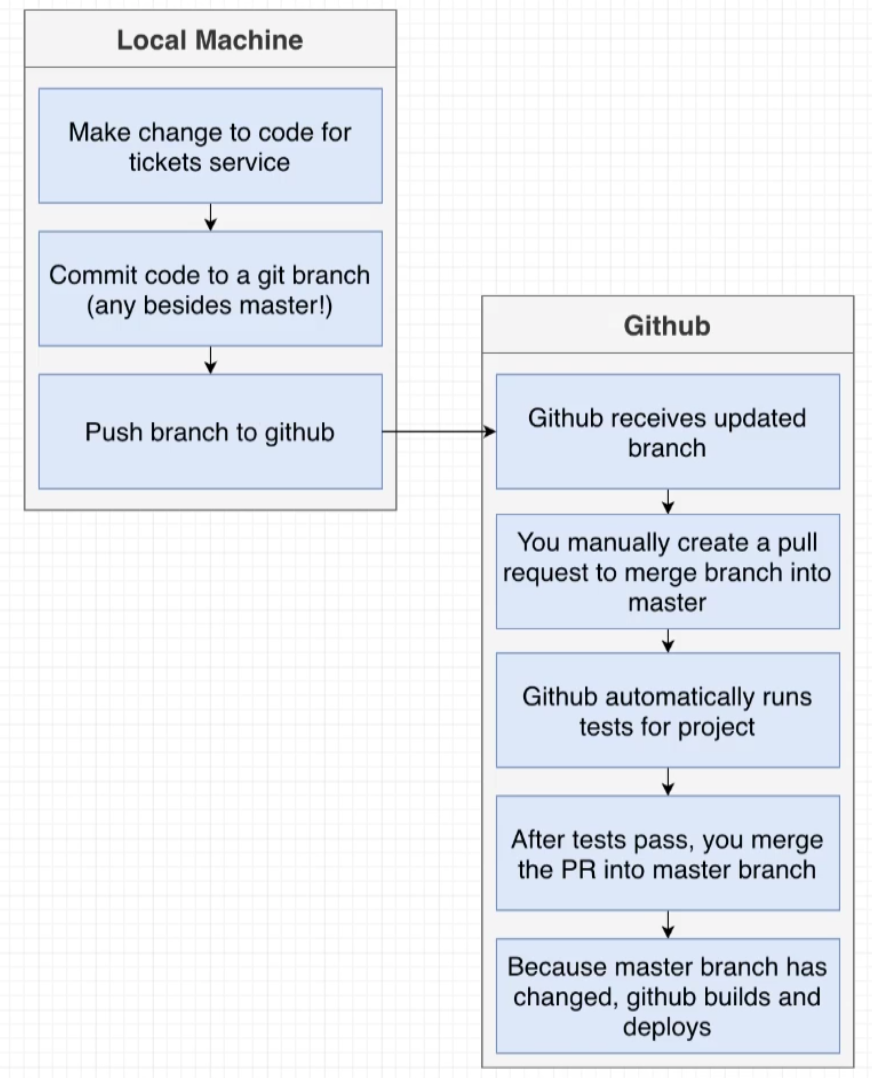 Local Machine
Make change to code for
tickets service
Commit code to a git branch
(any besides master!)
Push branch to github
Github
Github receives updated
branch
You manually create a pull
request to merge branch into
master
Github automatically runs
tests for project
After tests pass, you merge
the PR into master branch
Because master branch has
changed, github builds and
deploys